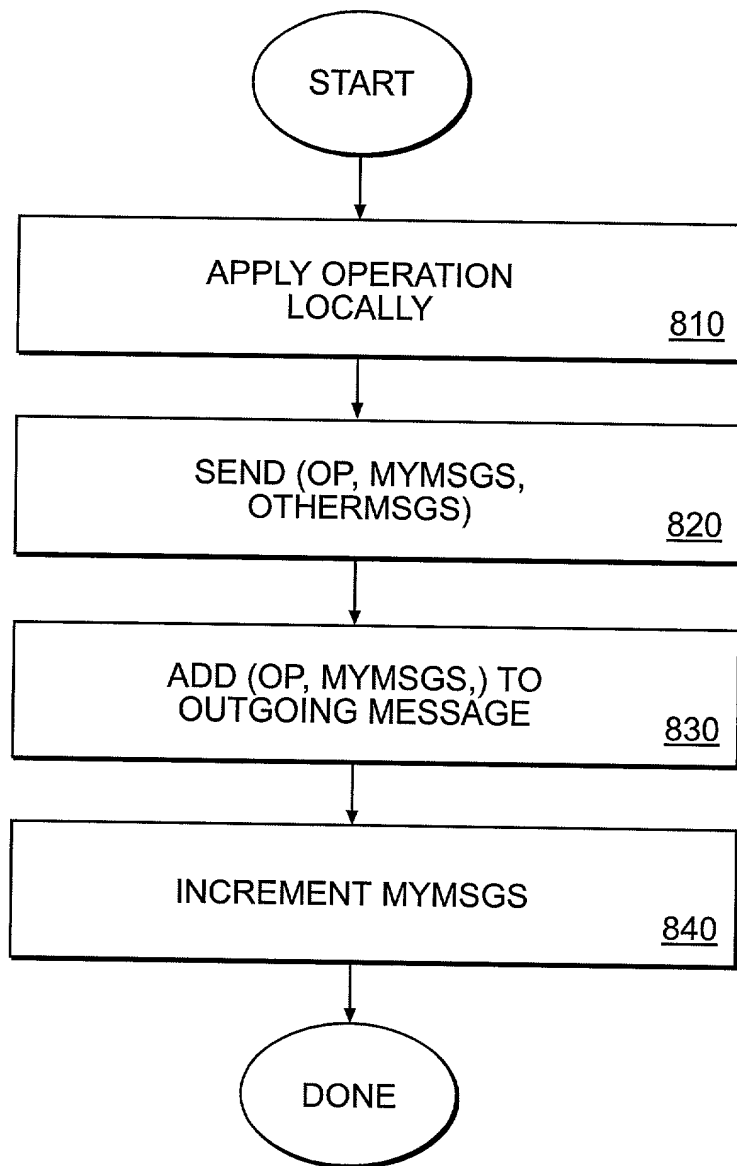 START
APPLY OPERATION
LOCALLY
810
SEND (OP, MYMSGS,
OTHERMSGS)
820
ADD (OP, MYMSGS,) TO
OUTGOING MESSAGE
830
INCREMENT MYMSGS
840
DONE